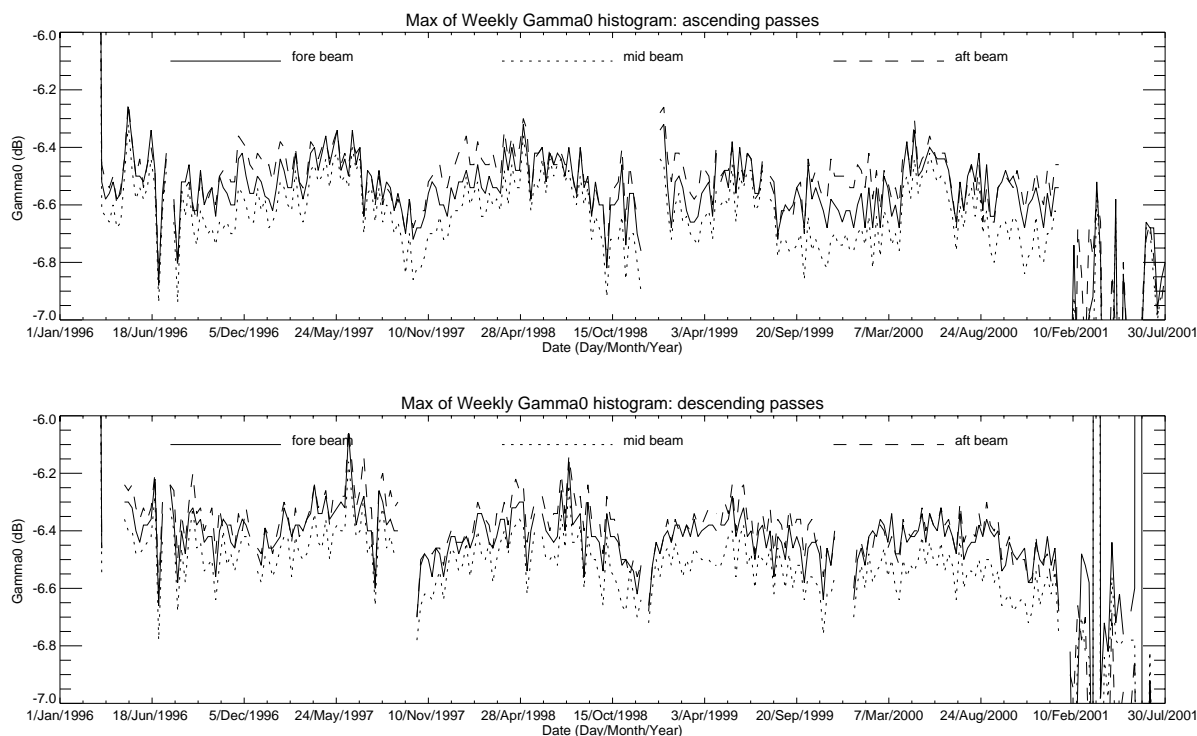 Max of Weekly Gamma0 histogram: ascending passes
-6.0
fore beam mid beam aft beam
-6.2
-6.4
Gamma0 (dB)
-6.6
-6.8
-7.0
1/Jan/1996 18/Jun/1996 5/Dec/1996 24/May/1997 10/Nov/1997 28/Apr/1998 15/Oct/1998 3/Apr/1999 20/Sep/1999 7/Mar/2000 24/Aug/2000 10/Feb/2001 30/Jul/2001
Date (Day/Month/Year)
Max of Weekly Gamma0 histogram: descending passes
-6.0
fore beam mid beam aft beam
-6.2
-6.4
Gamma0 (dB)
-6.6
-6.8
-7.0
1/Jan/1996 18/Jun/1996 5/Dec/1996 24/May/1997 10/Nov/1997 28/Apr/1998 15/Oct/1998 3/Apr/1999 20/Sep/1999 7/Mar/2000 24/Aug/2000 10/Feb/2001 30/Jul/2001
Date (Day/Month/Year)